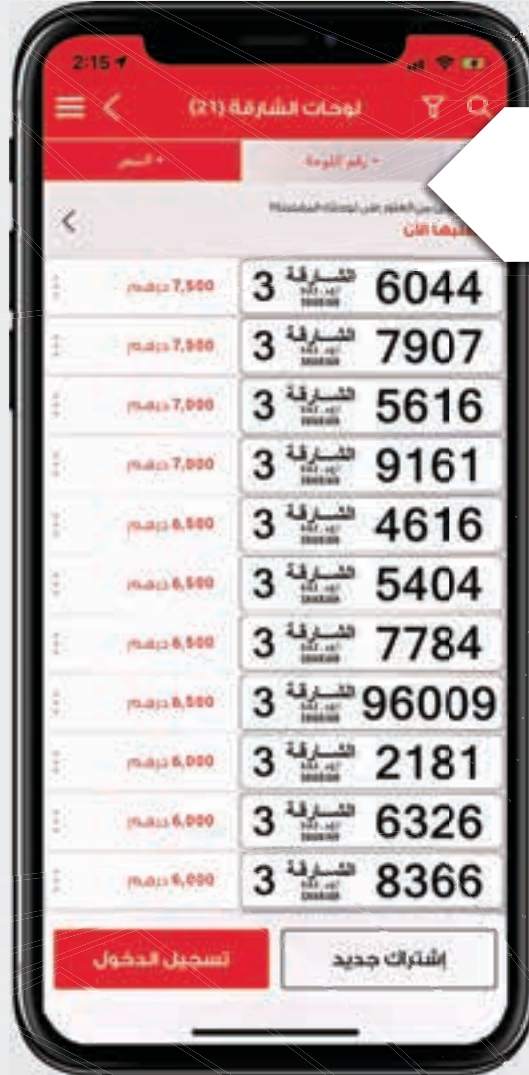 2:15
لوحات الشارقة (21)
رقم اللوحة
السعر
الآن
7,500 درهم 3 الشارقة 6044
7,500 درهم 3 الشارقة 7907
7,000 درهم 3 الشارقة 5616
7,000 درهم 3 الشارقة 9161
6,500 درهم 3 الشارقة 4616
6,500 درهم 3 الشارقة 5404
6,500 درهم 3 الشارقة 7784
6,500 درهم 3 الشارقة 96009
6,000 درهم 3 الشارقة 2181
6,000 درهم 3 الشارقة 6326
6,000 درهم 3 الشارقة 8366
إشتراك جديد
تسجيل الدخول